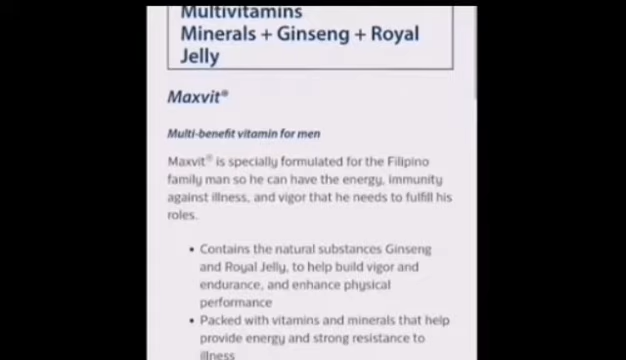 Multivitamins
Minerals + Ginseng + Royal
Jelly
Maxvit®
Multi-benefit vitamin for men
Maxvit® is specially formulated for the Filipino
family man so he can have the energy, immunity
against illness, and vigor that he needs to fulfill his
roles.
• Contains the natural substances Ginseng
and Royal Jelly, to help build vigor and
endurance, and enhance physical
performance
• Packed with vitamins and minerals that help
provide energy and strong resistance to
illness